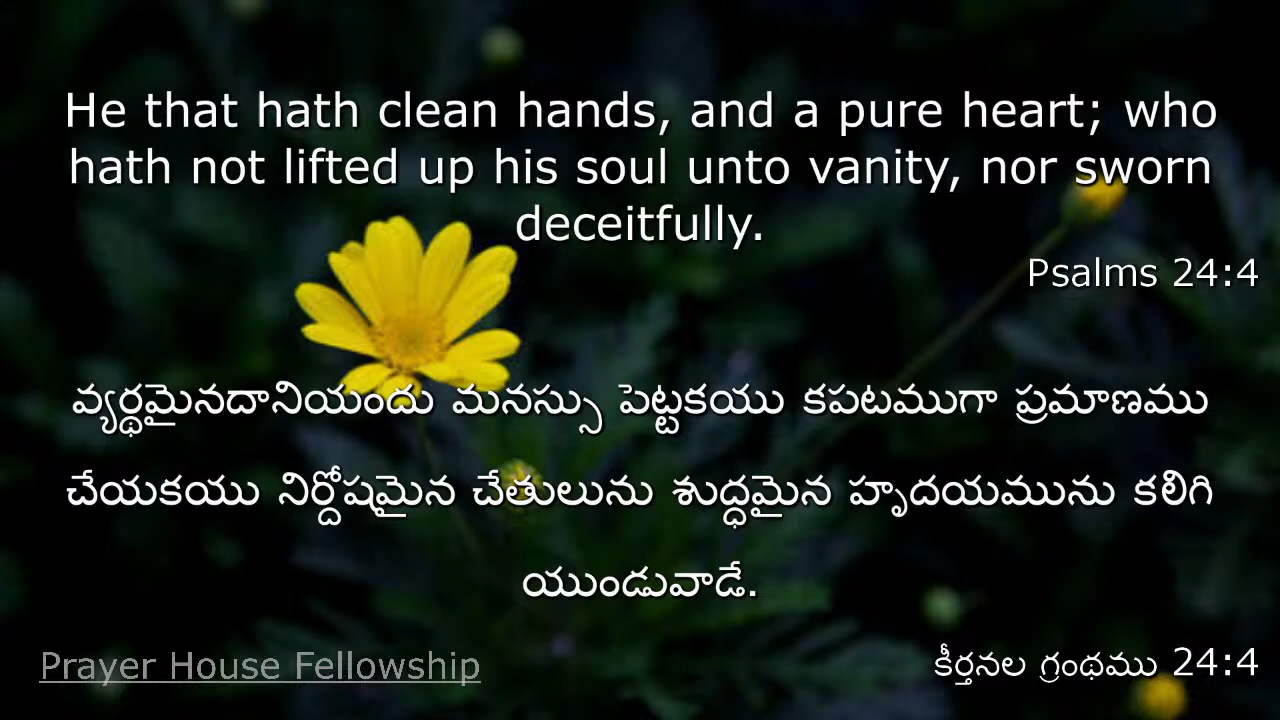 He that hath clean hands, and a pure heart; who
hath not lifted up his soul unto vanity, nor sworn
deceitfully.
Psalms 24:4
వ్యర్థమైనదానియందు మనస్సు పెట్టకయు కపటముగా ప్రమాణము
చేయకయు నిర్దోషమైన చేతులును శుద్ధమైన హృదయమును కలిగి
యుండువాడే.
Prayer House Fellowship
కీర్తనల గ్రంథము 24:4